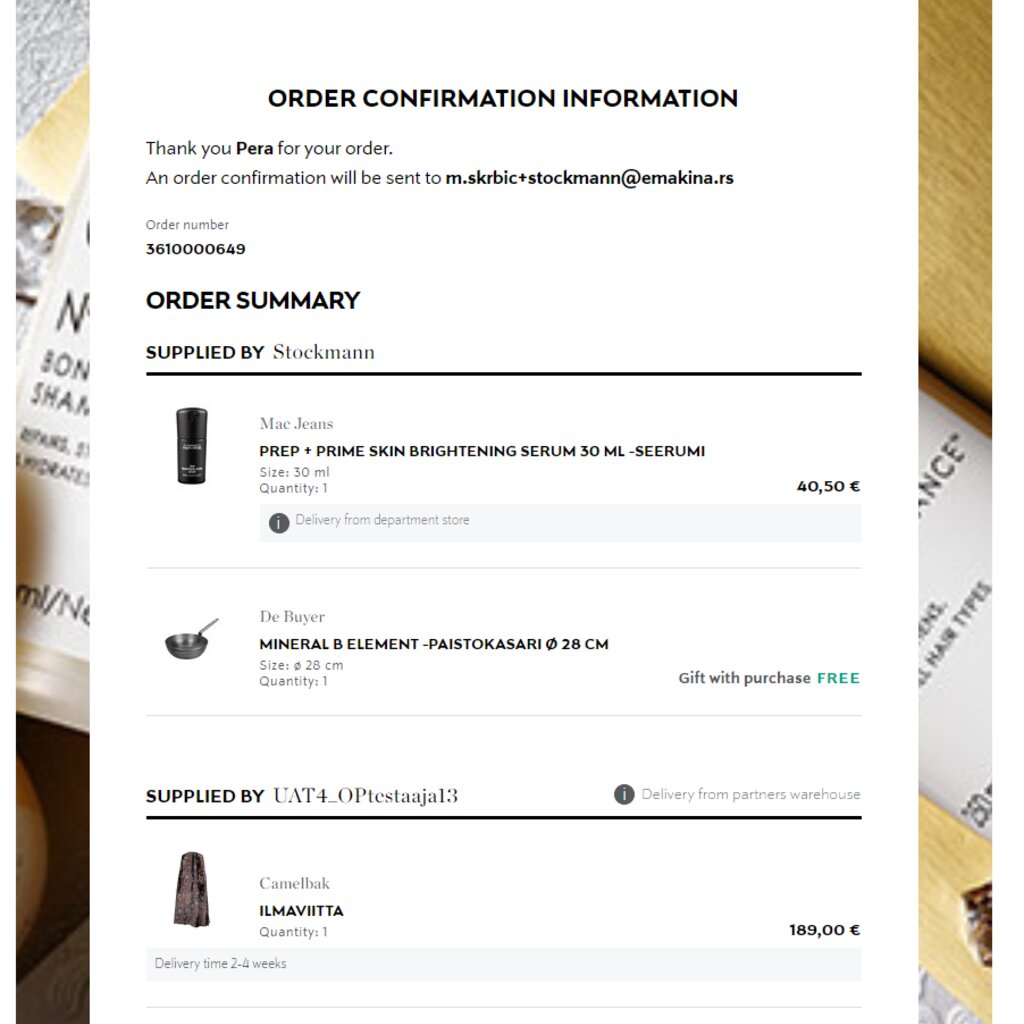 ORDER CONFIRMATION INFORMATION
Thank you Pera for your order.
An order confirmation will be sent to m.skrbic+stockmann@emakina.rs
Order number
3610000649
ORDER SUMMARY
SUPPLIED BY Stockmann
Mac Jeans
PREP + PRIME SKIN BRIGHTENING SERUM 30 ML -SEERUMI
Size: 30 ml
Quantity: 1
40,50 €
Delivery from department store
De Buyer
MINERAL B ELEMENT -PAISTOKASARI Ø 28 CM
Size: ø 28 cm
Quantity: 1
Gift with purchase FREE
SUPPLIED BY UAT4_OPtestaaja13
Delivery from partners warehouse
Camelbak
ILMAVIITTA
Quantity: 1
189,00 €
Delivery time 2-4 weeks
HAIR TYPES